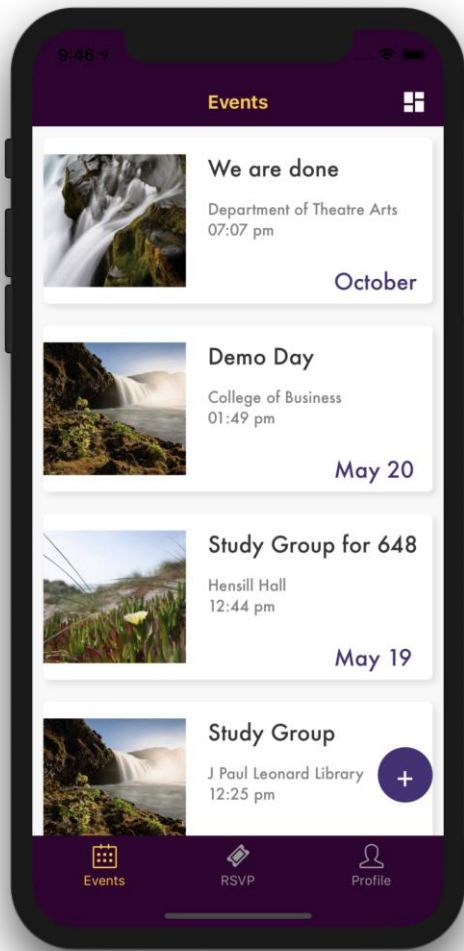 9:46
Events
We are done
Department of Theatre Arts
07:07 pm
October
Demo Day
College of Business
01:49 pm
May 20
Study Group for 648
Hensill Hall
12:44 pm
May 19
Study Group
J Paul Leonard Library
12:25 pm
+
Events
RSVP
Profile